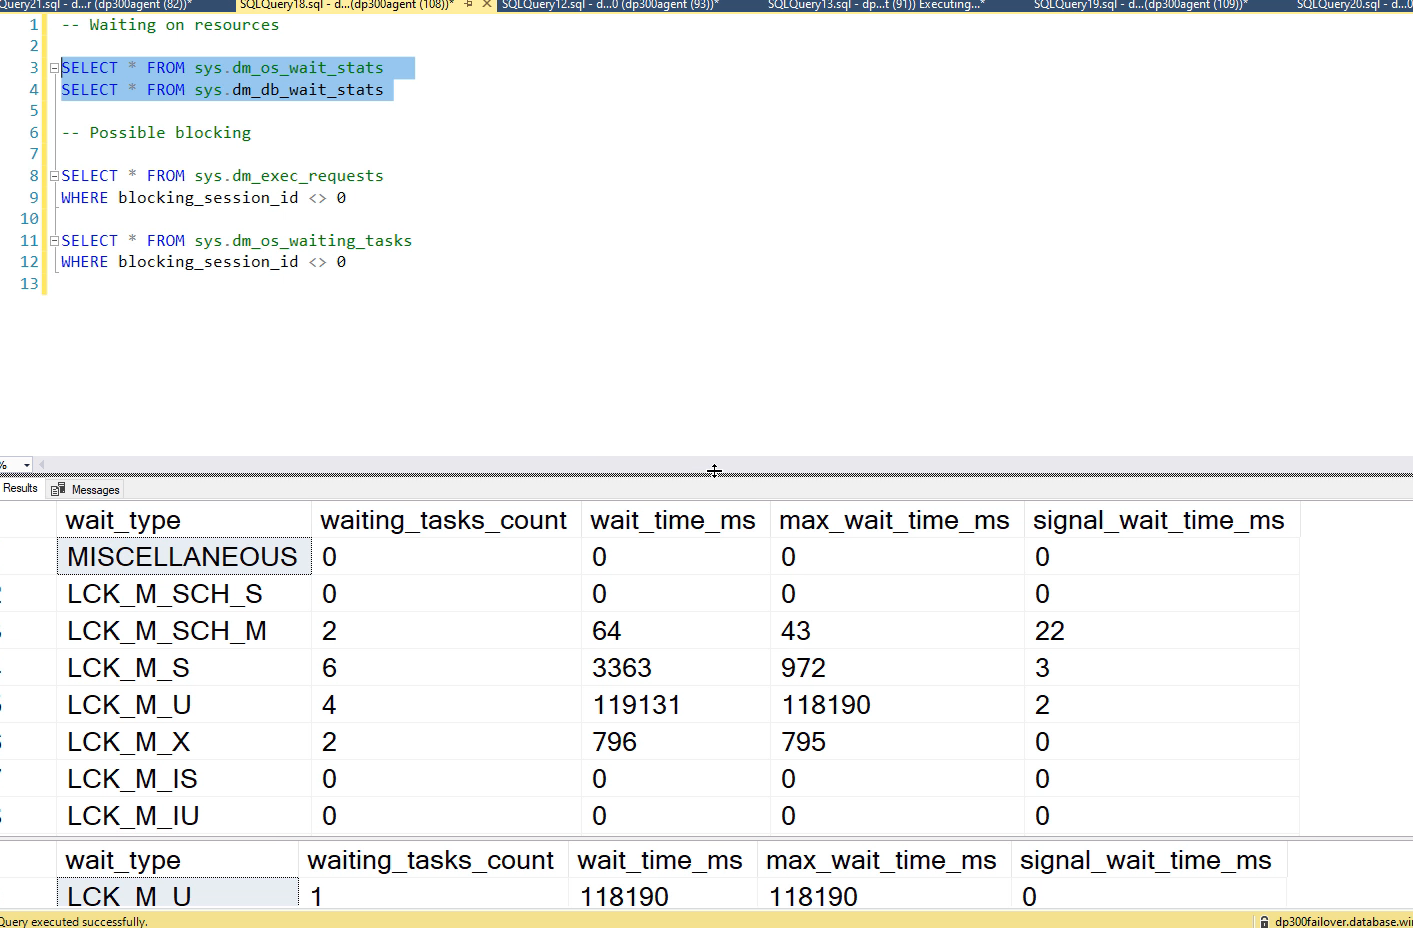 Query21.sql - d...r (dp300agent (82))*
SQLQuery18.sql - d...(dp300agent (108))*
SQLQuery12.sql - d...0 (dp300agent (93))*
SQLQuery13.sql - dp...t (91)) Executing...*
SQLQuery19.sql - d...(dp300agent (109))*
SQLQuery20.sql - d...0
1 -- Waiting on resources
2
3 SELECT * FROM sys.dm_os_wait_stats
4 SELECT * FROM sys.dm_db_wait_stats
5
6 -- Possible blocking
7
8 SELECT * FROM sys.dm_exec_requests
9 WHERE blocking_session_id <> 0
10
11 SELECT * FROM sys.dm_os_waiting_tasks
12 WHERE blocking_session_id <> 0
13
%
Results Messages
wait_type waiting_tasks_count wait_time_ms max_wait_time_ms signal_wait_time_ms
MISCELLANEOUS 0 0 0 0
LCK_M_SCH_S 0 0 0 0
LCK_M_SCH_M 2 64 43 22
LCK_M_S 6 3363 972 3
LCK_M_U 4 119131 118190 2
LCK_M_X 2 796 795 0
LCK_M_IS 0 0 0 0
LCK_M_IU 0 0 0 0
wait_type waiting_tasks_count wait_time_ms max_wait_time_ms signal_wait_time_ms
LCK_M_U 1 118190 118190 0
Query executed successfully.
dp300failover.database.wi